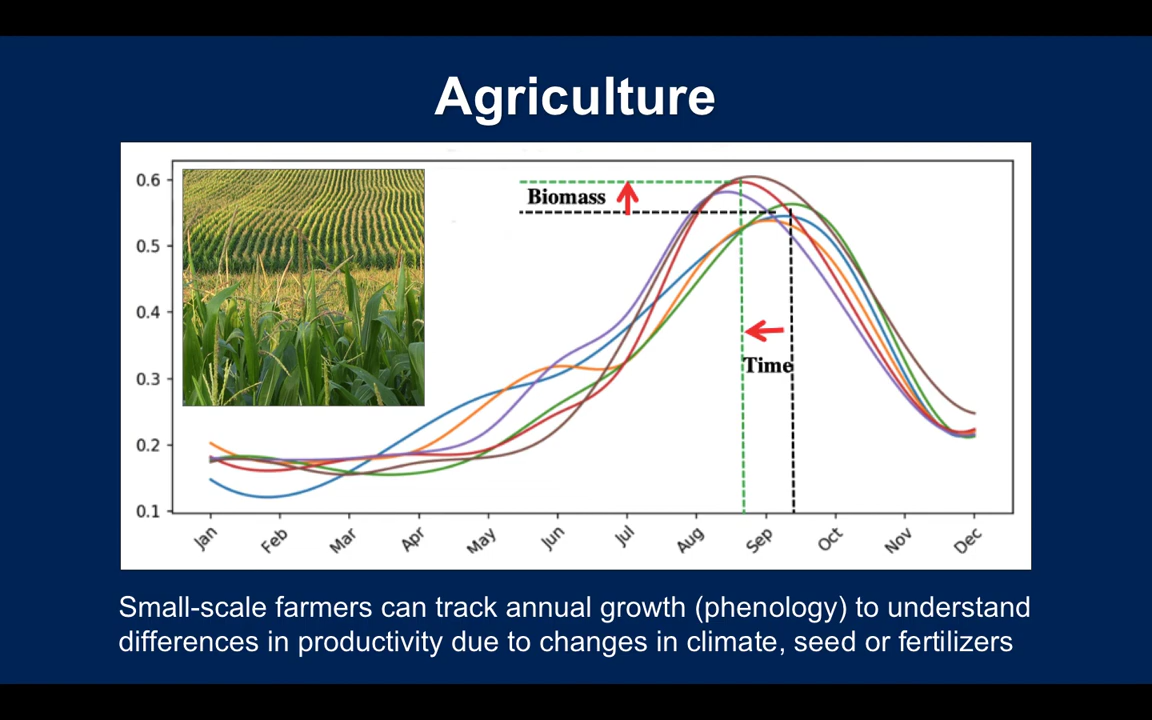 Agriculture
0.6
0.5
0.4
0.3
0.2
0.1
Biomass
Time
Jan
Feb
Mar
Apr
May
Jun
Jul
Aug
Sep
Oct
Nov
Dec
Small-scale farmers can track annual growth (phenology) to understand
differences in productivity due to changes in climate, seed or fertilizers